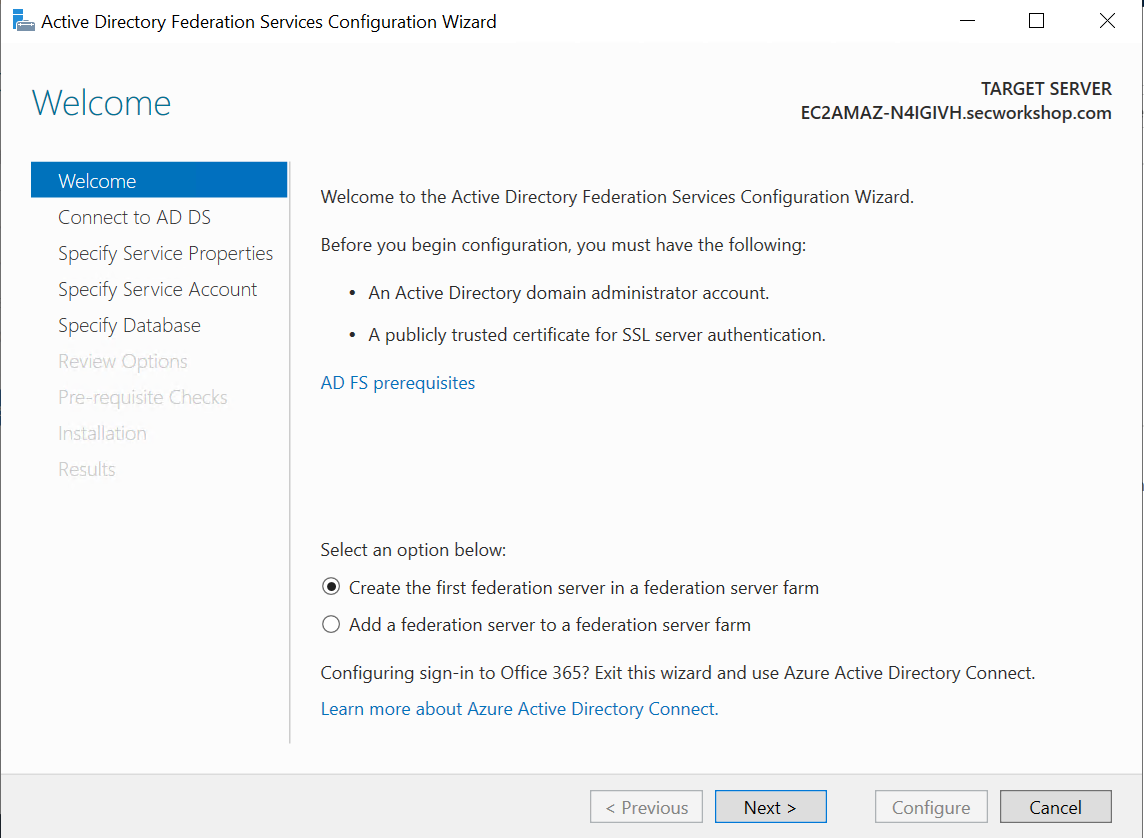 Active Directory Federation Services Configuration Wizard
Welcome
TARGET SERVER
EC2AMAZ-N4IGIVH.secworkshop.com
Welcome
Connect to AD DS
Specify Service Properties
Specify Service Account
Specify Database
Review Options
Pre-requisite Checks
Installation
Results
Welcome to the Active Directory Federation Services Configuration Wizard.
Before you begin configuration, you must have the following:
• An Active Directory domain administrator account.
• A publicly trusted certificate for SSL server authentication.
AD FS prerequisites
Select an option below:
Create the first federation server in a federation server farm
Add a federation server to a federation server farm
Configuring sign-in to Office 365? Exit this wizard and use Azure Active Directory Connect.
Learn more about Azure Active Directory Connect.
< Previous
Next >
Configure
Cancel